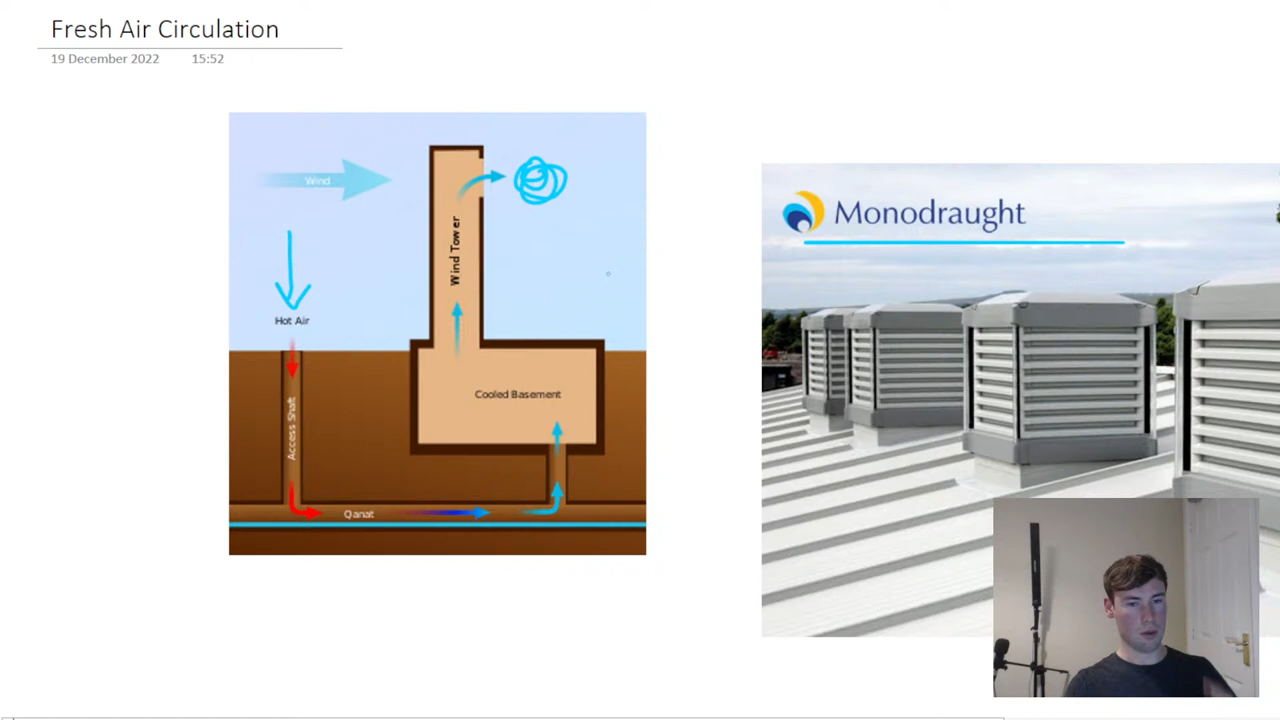 Fresh Air Circulation
19 December 2022 15:52
Wind
Wind Tower
Hot Air
Cooled Basement
Access Shaft
Qanat
Monodraught